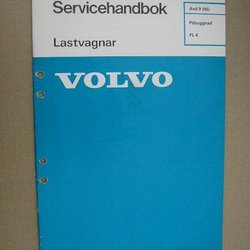 Servicehandbok
Avd 9 (95)
Påbyggnad
FL 4
Lastvagnar
VOLVO